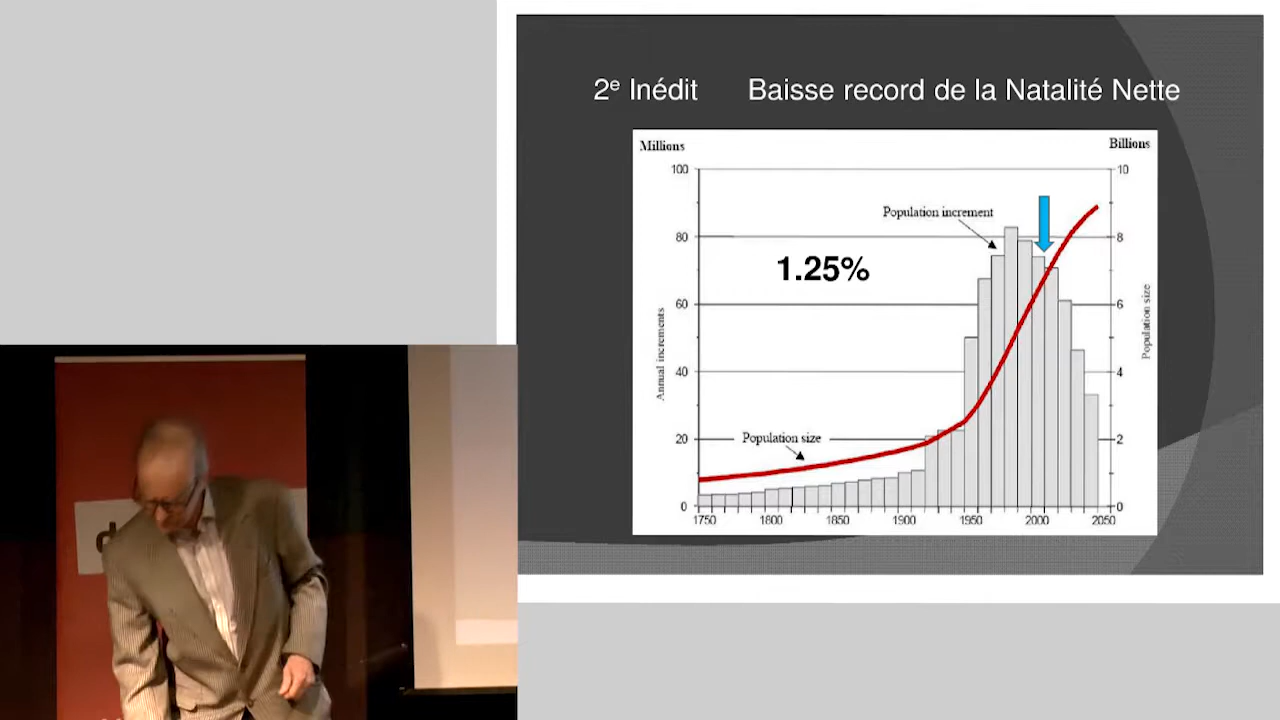 2e Inédit Baisse record de la Natalité Nette
Millions
Billions
100
10
Population increment
80
8
1.25%
60
6
Annual increments
Population size
40
4
Population size
20
2
0
0
1750 1800 1850 1900 1950 2000 2050
d